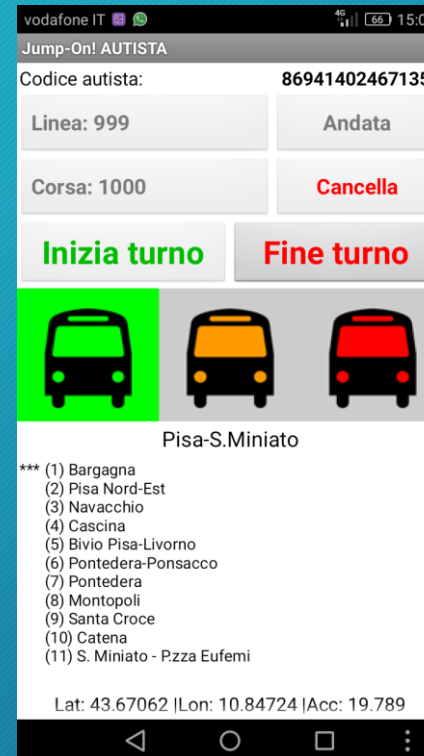 vodafone IT 4G 66 15:0
Jump-On! AUTISTA
Codice autista: 86941402467135
Linea: 999 Andata
Corsa: 1000 Cancella
Inizia turno Fine turno
Pisa-S.Miniato
*** (1) Bargagna
(2) Pisa Nord-Est
(3) Navacchio
(4) Cascina
(5) Bivio Pisa-Livorno
(6) Pontedera-Ponsacco
(7) Pontedera
(8) Montopoli
(9) Santa Croce
(10) Catena
(11) S. Miniato - P.zza Eufemi
Lat: 43.67062 |Lon: 10.84724 |Acc: 19.789